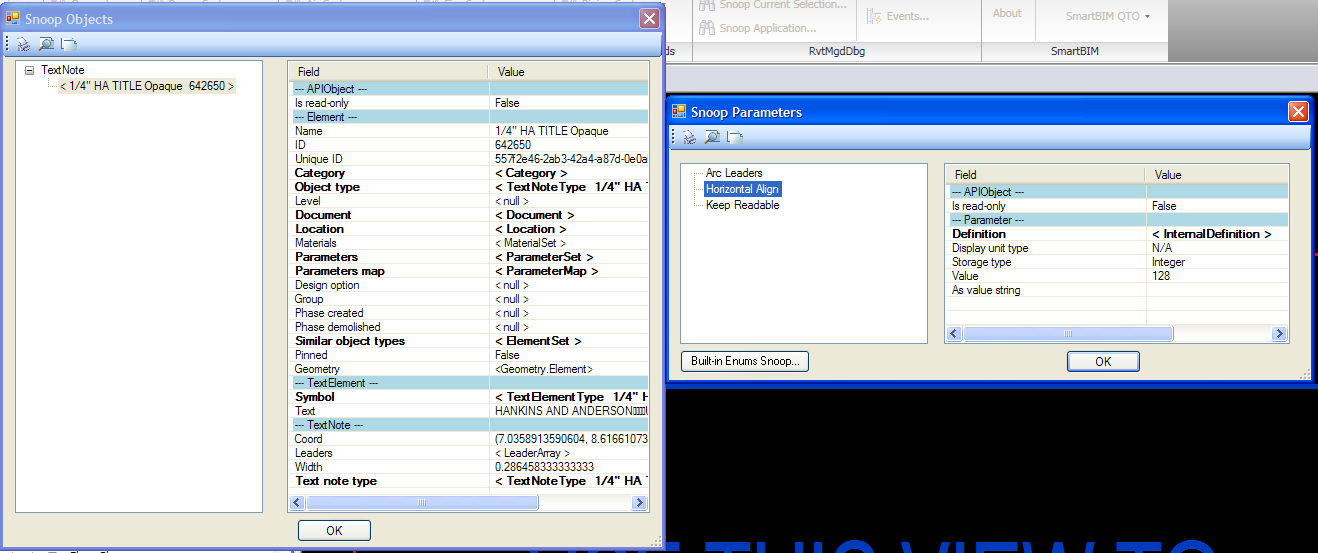 Snoop Objects
TextNote
< 1/4" HA TITLE Opaque 642650 >
Field Value
--- APIObject ---
Is read-only False
--- Element ---
Name 1/4" HA TITLE Opaque
ID 642650
Unique ID 557f2e46-2ab3-42a4-a87d-0e0a
Category < Category >
Object type < TextNoteType 1/4" HA T
Level < null >
Document < Document >
Location < Location >
Materials < MaterialSet >
Parameters < ParameterSet >
Parameters map < ParameterMap >
Design option < null >
Group < null >
Phase created < null >
Phase demolished < null >
Similar object types < ElementSet >
Pinned False
Geometry <Geometry.Element>
--- TextElement ---
Symbol < TextElementType 1/4" H
Text HANKINS AND ANDERSON
--- TextNote ---
Coord (7.0358913590604, 8.61661073
Leaders < LeaderArray >
Width 0.286458333333333
Text note type < TextNoteType 1/4" HA T
OK
Snoop Current Selection...
Snoop Application...
Events...
About
SmartBIM QTO
ds
RvtMgdDbg
SmartBIM
Snoop Parameters
Arc Leaders
Horizontal Align
Keep Readable
Field Value
--- APIObject ---
Is read-only False
--- Parameter ---
Definition < InternalDefinition >
Display unit type N/A
Storage type Integer
Value 128
As value string
Built-in Enums Snoop...
OK
THIS VIEW TO